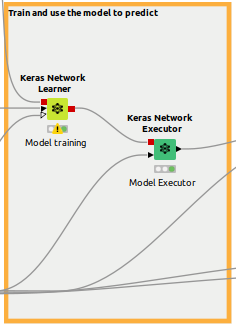 Train and use the model to predict
Keras Network
Learner
Model training
Keras Network
Executor
Model Executor